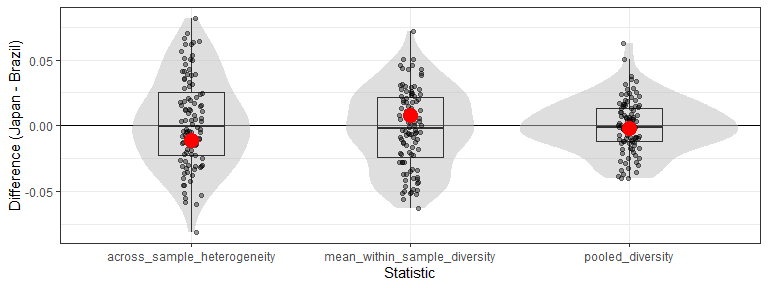 Difference (Japan - Brazil)
0.05
0.00
-0.05
across_sample_heterogeneity
mean_within_sample_diversity
pooled_diversity
Statistic